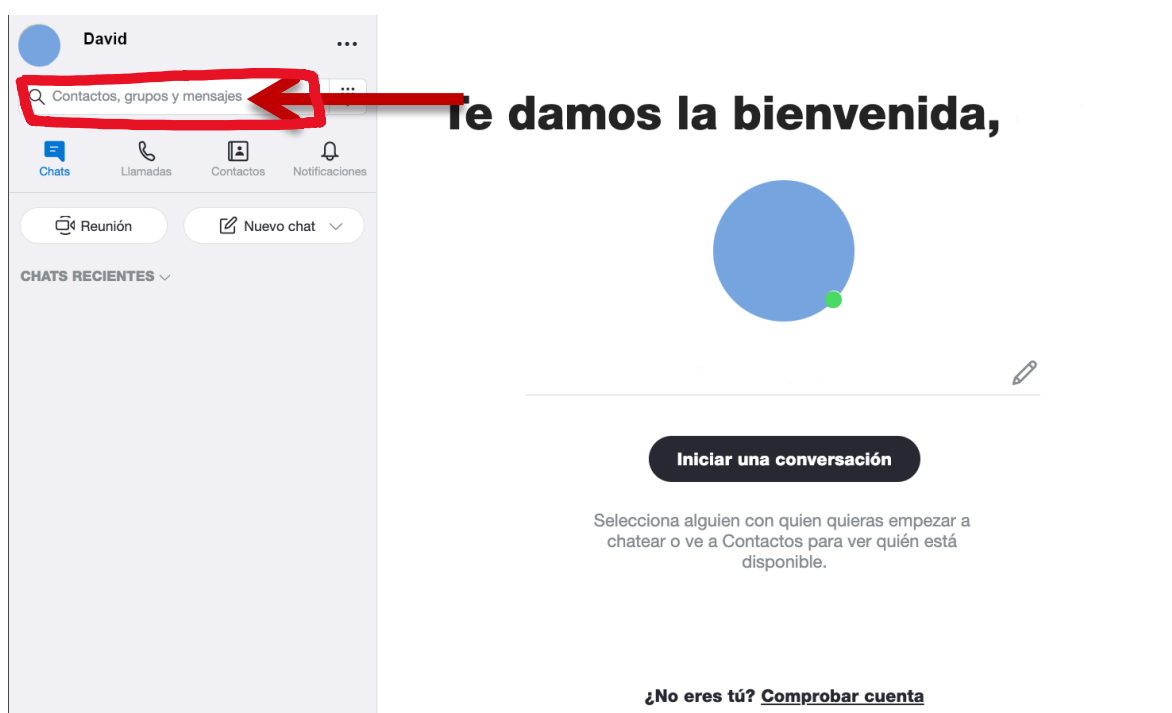 David
Contactos, grupos y mensajes
Chats Llamadas Contactos Notificaciones
Reunión Nuevo chat
CHATS RECIENTES
Te damos la bienvenida,
Iniciar una conversación
Selecciona alguien con quien quieras empezar a
chatear o ve a Contactos para ver quién está
disponible.
¿No eres tú? Comprobar cuenta